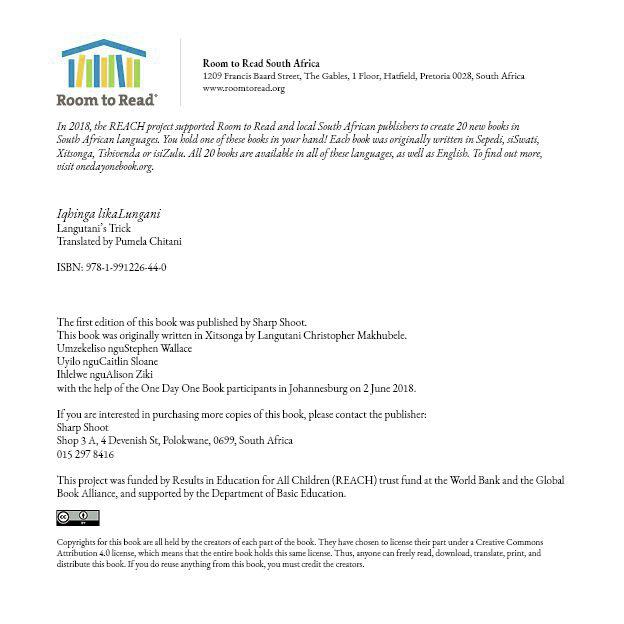 Room to Read®
Room to Read South Africa
1209 Francis Baard Street, The Gables, 1 Floor, Hatfield, Pretoria 0028, South Africa
www.roomtoread.org
In 2018, the REACH project supported Room to Read and local South African publishers to create 20 new books in
South African languages. You hold one of these books in your hand! Each book was originally written in Sepedi, siSwati,
Xitsonga, Tshivenda or isiZulu. All 20 books are available in all of these languages, as well as English. To find out more,
visit onedayonebook.org.
Iqhinga likaLungani
Langutani's Trick
Translated by Pumela Chitani
ISBN: 978-1-991226-44-0
The first edition of this book was published by Sharp Shoot.
This book was originally written in Xitsonga by Langutani Christopher Makhubele.
Umzekeliso nguStephen Wallace
Uyilo nguCaitlin Sloane
Ihlelwe nguAlison Ziki
with the help of the One Day One Book participants in Johannesburg on 2 June 2018.
If you are interested in purchasing more copies of this book, please contact the publisher:
Sharp Shoot
Shop 3 A, 4 Devenish St, Polokwane, 0699, South Africa
015 297 8416
This project was funded by Results in Education for All Children (REACH) trust fund at the World Bank and the Global
Book Alliance, and supported by the Department of Basic Education.
cc BY
Copyrights for this book are all held by the creators of each part of the book. They have chosen to license their part under a Creative Commons
Attribution 4.0 license, which means that the entire book holds this same license. Thus, anyone can freely read, download, translate, print, and
distribute this book. If you do reuse anything from this book, you must credit the creators.